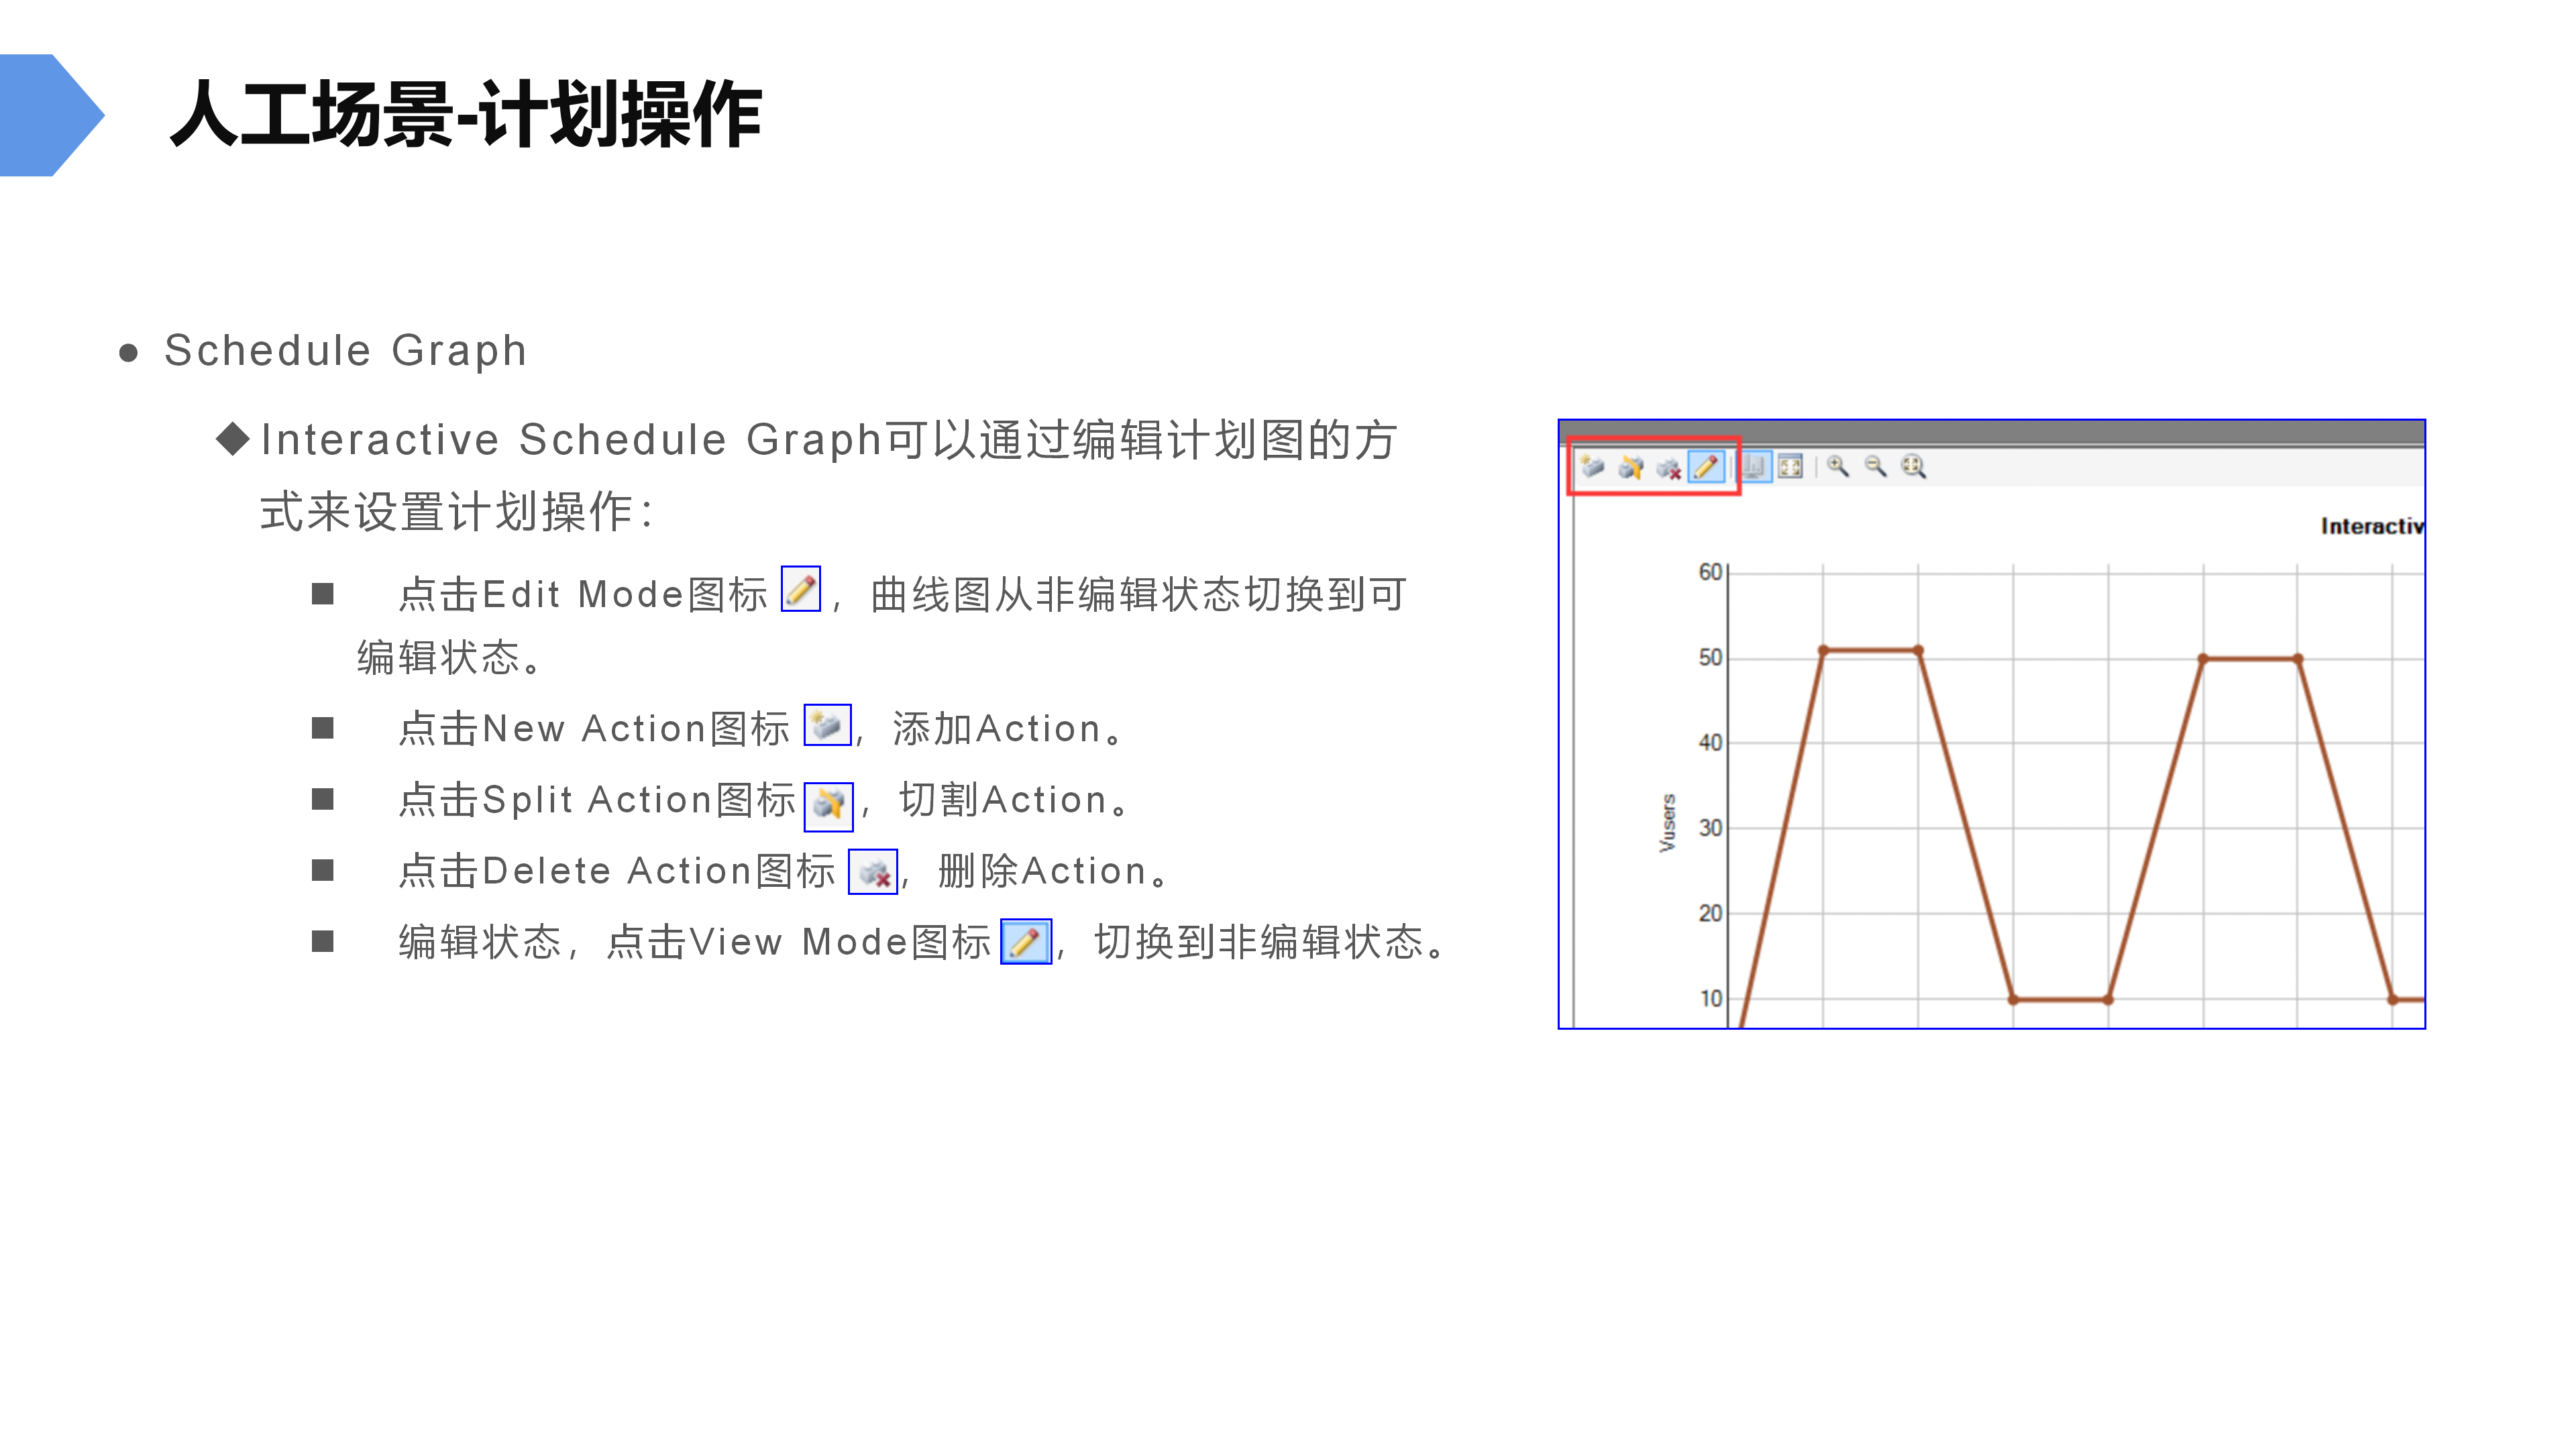 人工场景-计划操作
● Schedule Graph
◆Interactive Schedule Graph可以通过编辑计划图的方
式来设置计划操作：
■ 点击Edit Mode图标 ，曲线图从非编辑状态切换到可
编辑状态。
■ 点击New Action图标 ，添加Action。
■ 点击Split Action图标 ，切割Action。
■ 点击Delete Action图标 ，删除Action。
■ 编辑状态，点击View Mode图标 ，切换到非编辑状态。
Interactiv
60
50
40
30
20
10
Vusers